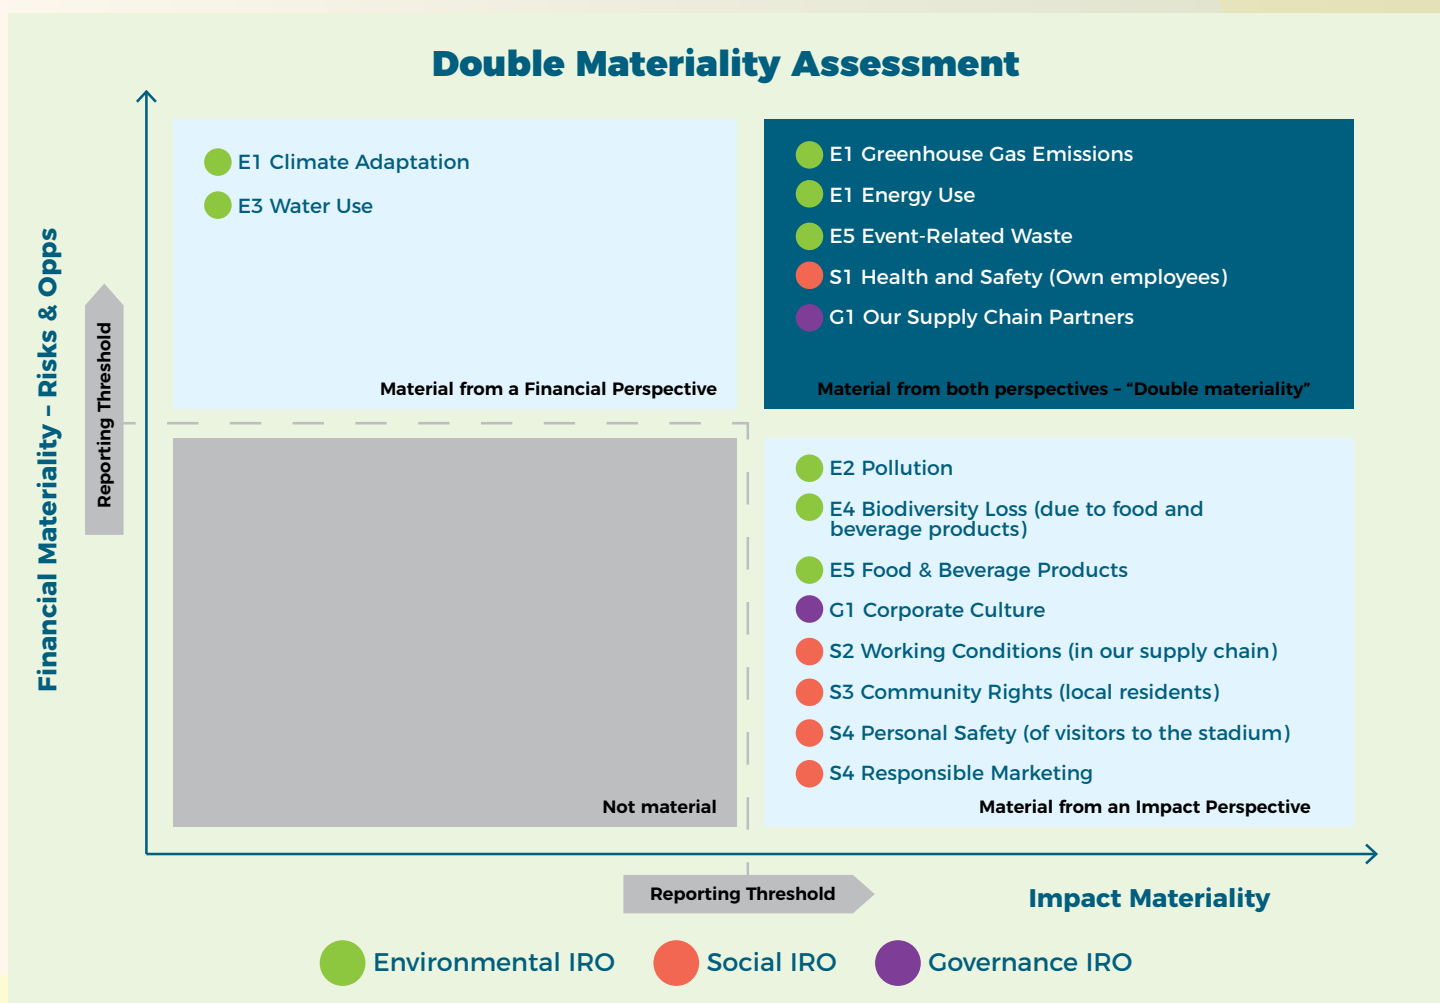 Double Materiality Assessment
Financial Materiality – Risks & Opps
Reporting Threshold
E1 Climate Adaptation
E3 Water Use
Material from a Financial Perspective
E1 Greenhouse Gas Emissions
E1 Energy Use
E5 Event-Related Waste
S1 Health and Safety (Own employees)
G1 Our Supply Chain Partners
Material from both perspectives – “Double materiality”
Not material
E2 Pollution
E4 Biodiversity Loss (due to food and
beverage products)
E5 Food & Beverage Products
G1 Corporate Culture
S2 Working Conditions (in our supply chain)
S3 Community Rights (local residents)
S4 Personal Safety (of visitors to the stadium)
S4 Responsible Marketing
Material from an Impact Perspective
Reporting Threshold
Impact Materiality
Environmental IRO
Social IRO
Governance IRO